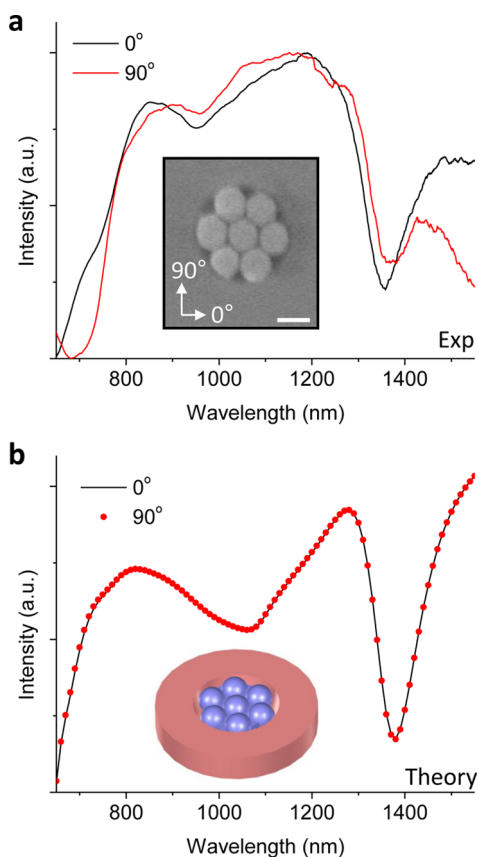 a
0°
90°
Intensity (a.u.)
90°
0°
Exp
800 1000 1200 1400
Wavelength (nm)
b
0°
90°
Intensity (a.u.)
Theory
800 1000 1200 1400
Wavelength (nm)